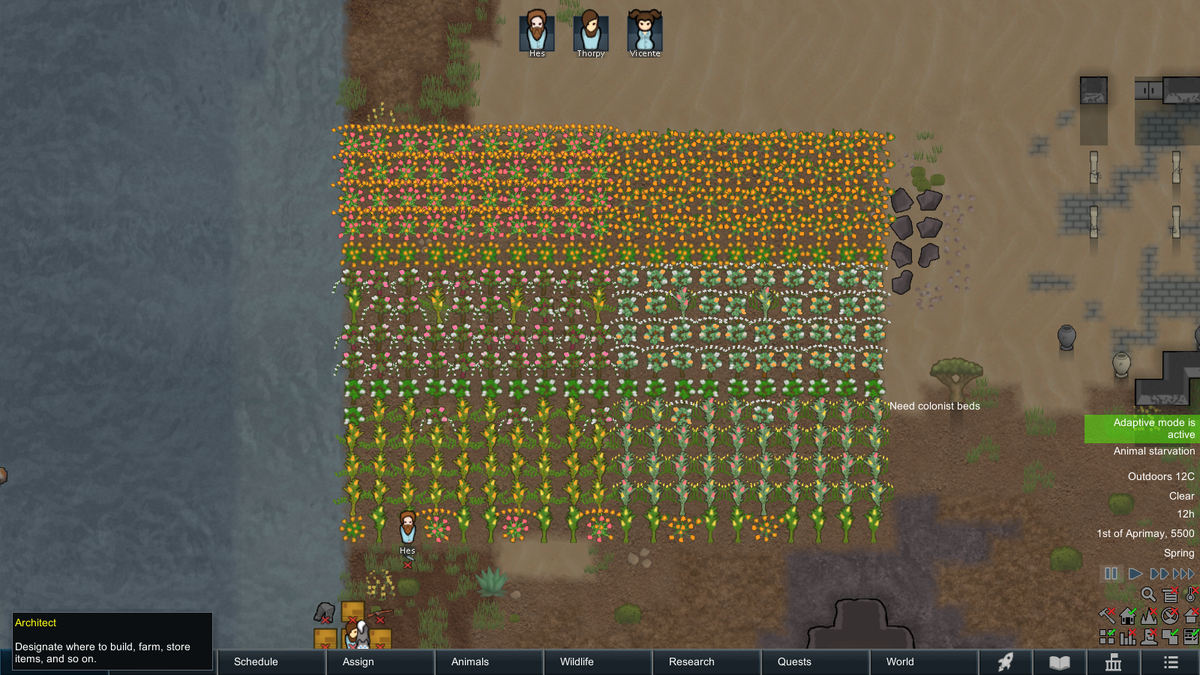 Hes
Thorpy
Vicente
Need colonist beds
Adaptive mode is
active
Animal starvation
Outdoors 12C
Clear
12h
1st of Aprimay, 5500
Spring
Hes
Architect
Designate where to build, farm, store
items, and so on.
Schedule
Assign
Animals
Wildlife
Research
Quests
World